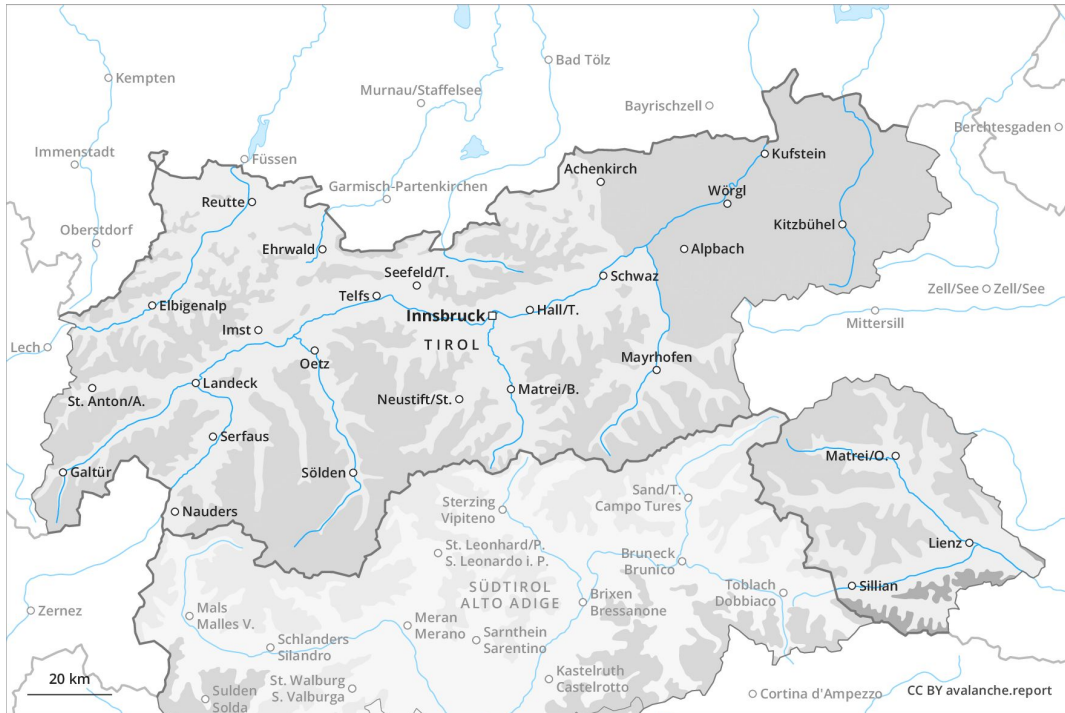 Kempten
Bad Tölz
Murnau/Staffelsee
Bayrischzell
Berchtesgaden
Immenstadt
Füssen
Kufstein
Achenkirch
Garmisch-Partenkirchen
Wörgl
Reutte
Oberstdorf
Kitzbühel
Ehrwald
Alpbach
Seefeld/T.
Schwaz
Zell/See
Zell/See
Telfs
Elbigenalp
Innsbruck
Hall/T.
Mittersill
Imst
Lech
TIROL
Oetz
Mayrhofen
Landeck
St. Anton/A.
Neustift/St.
Matrei/B.
Serfaus
Matrei/O.
Galtür
Sölden
Sand/T.
Campo Tures
Sterzing
Vipiteno
Nauders
Lienz
St. Leonhard/P.
S. Leonardo i. P.
Bruneck
Brunico
SÜDTIROL
ALTO ADIGE
Toblach
Dobbiaco
Sillian
Brixen
Bressanone
Zernez
Mals
Malles V.
Meran
Merano
Sarnthein
Sarentino
Schlanders
Silandro
20 km
St. Walburg
S. Valburga
Kastelruth
Castelrotto
Sulden
Solda
Cortina d'Ampezzo
CC BY avalanche.report